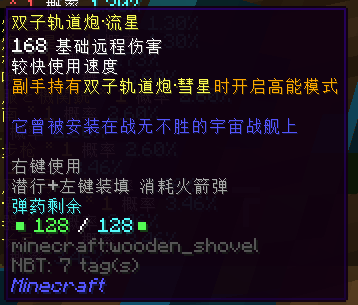 双子轨道炮·流星
168 基础远程伤害
较快使用速度
副手持有双子轨道炮·彗星时开启高能模式
它曾被安装在战无不胜的宇宙战舰上
右键使用
潜行+左键装填 消耗火箭弹
弹药剩余
▪ 128 / 128 ▪
minecraft:wooden_shovel
NBT: 7 tag(s)
Minecraft